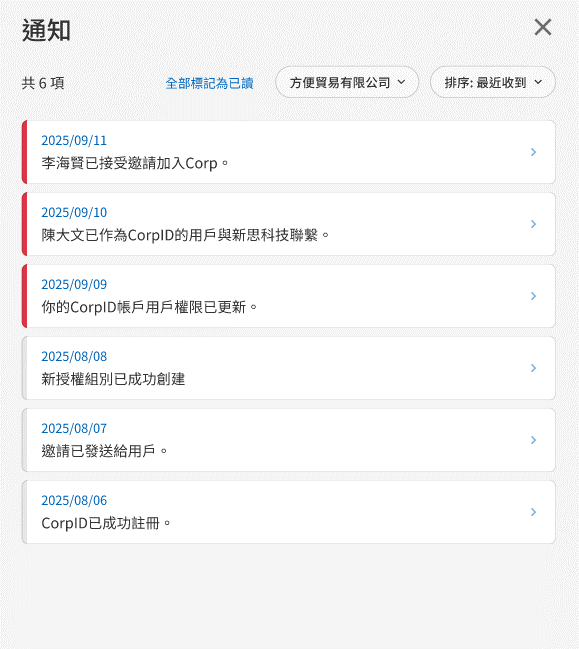 通知
共 6 項
全部標記為已讀
方便貿易有限公司
排序: 最近收到
2025/09/11
李海賢已接受邀請加入Corp。
2025/09/10
陳大文已作為CorpID的用戶與新思科技聯繫。
2025/09/09
你的CorpID帳戶用戶權限已更新。
2025/08/08
新授權組別已成功創建
2025/08/07
邀請已發送給用戶。
2025/08/06
CorpID已成功註冊。